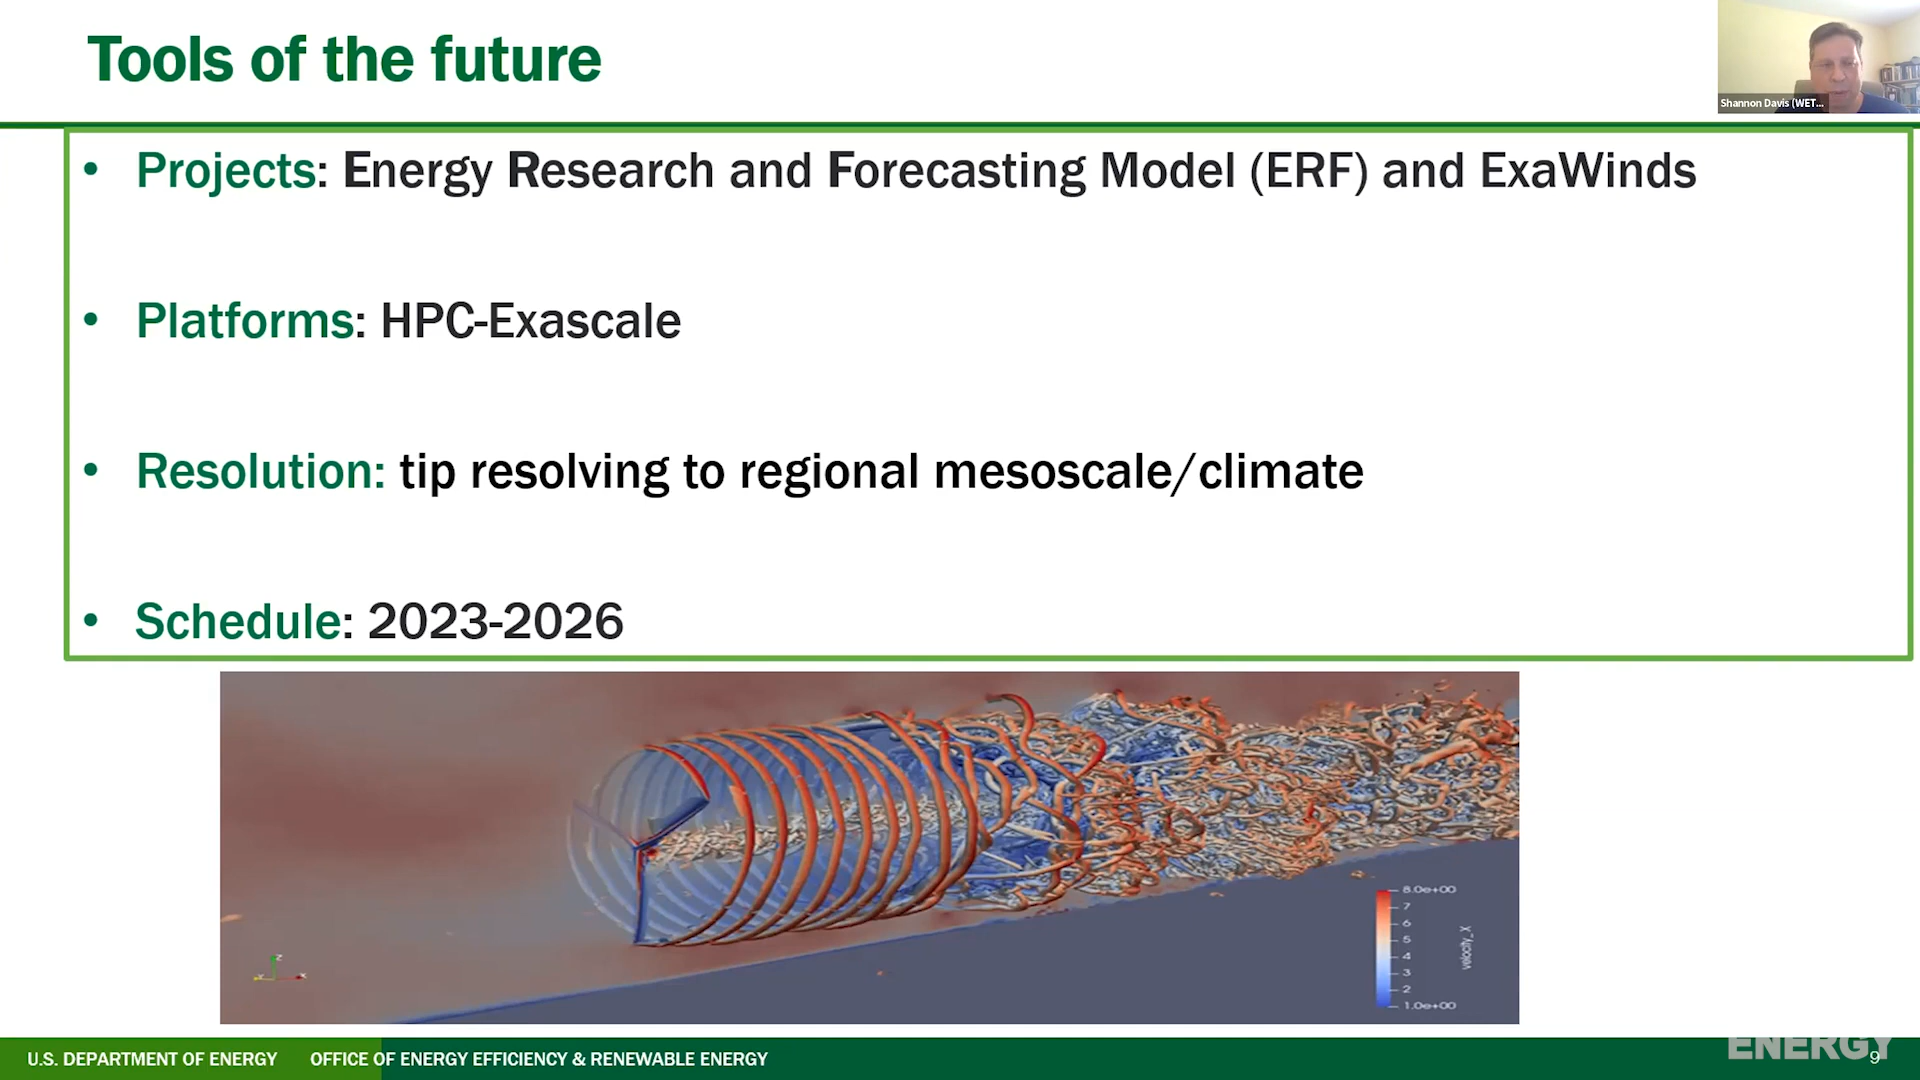 Tools of the future
Shannon Davis (WET...
• Projects: Energy Research and Forecasting Model (ERF) and ExaWinds
• Platforms: HPC-Exascale
• Resolution: tip resolving to regional mesoscale/climate
• Schedule: 2023-2026
8.0e+00
7
6
5
4
3
2
1.0e+00
velocity_X
Z
X
U.S. DEPARTMENT OF ENERGY OFFICE OF ENERGY EFFICIENCY & RENEWABLE ENERGY
ENERGY
9